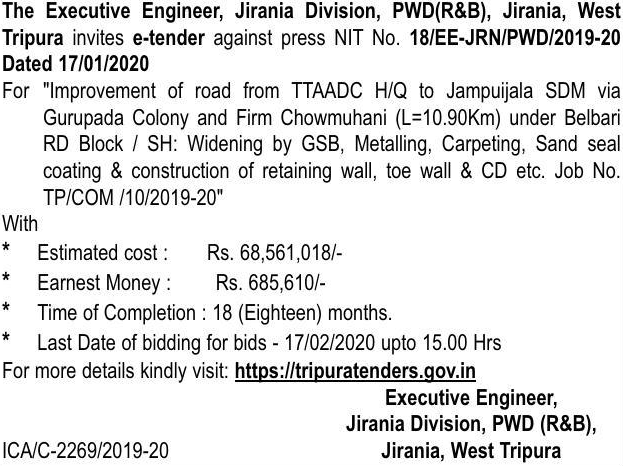 The Executive Engineer, Jirania Division, PWD(R&B), Jirania, West
Tripura invites e-tender against press NIT No. 18/EE-JRN/PWD/2019-20
Dated 17/01/2020
For "Improvement of road from TTAADC H/Q to Jampuijala SDM via
Gurupada Colony and Firm Chowmuhani (L=10.90Km) under Belbari
RD Block / SH: Widening by GSB, Metalling, Carpeting, Sand seal
coating & construction of retaining wall, toe wall & CD etc. Job No.
TP/COM /10/2019-20"
With
* Estimated cost : Rs. 68,561,018/-
* Earnest Money : Rs. 685,610/-
* Time of Completion : 18 (Eighteen) months.
* Last Date of bidding for bids - 17/02/2020 upto 15.00 Hrs
For more details kindly visit: https://tripuratenders.gov.in
Executive Engineer,
Jirania Division, PWD (R&B),
ICA/C-2269/2019-20 Jirania, West Tripura